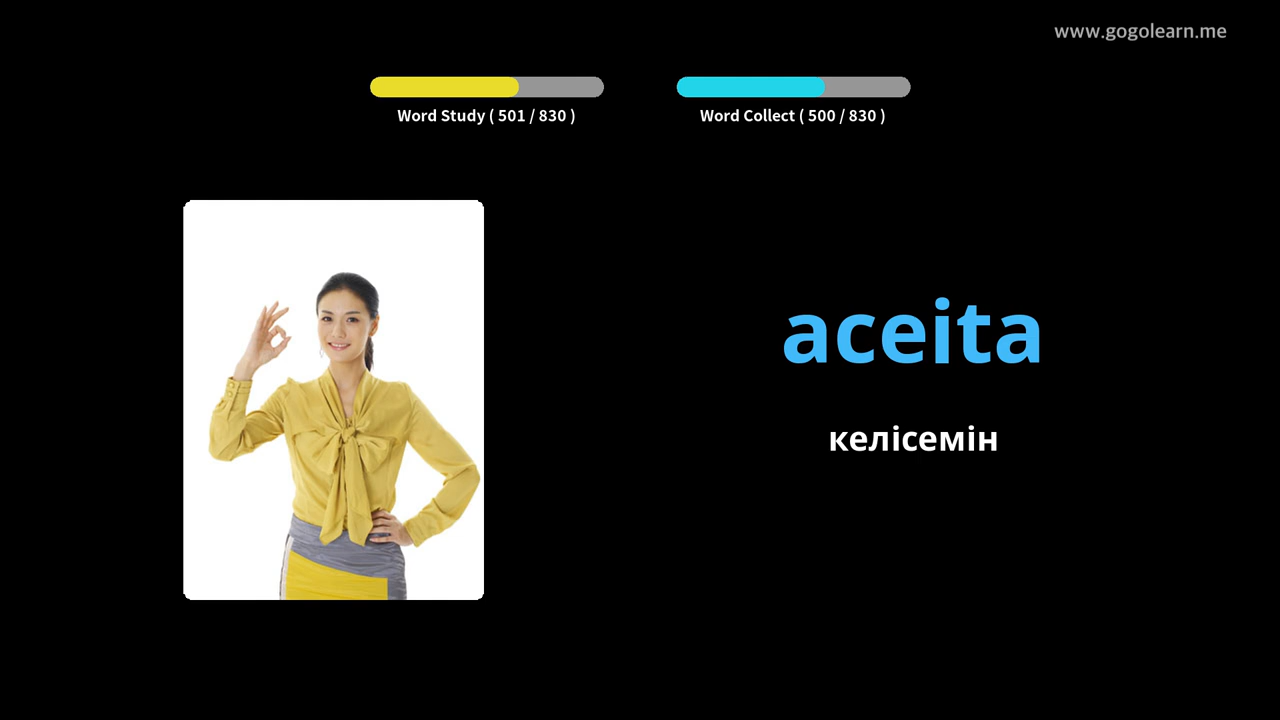 www.gogolearn.me
Word Study ( 501 / 830 )
Word Collect ( 500 / 830 )
aceita
келісемін